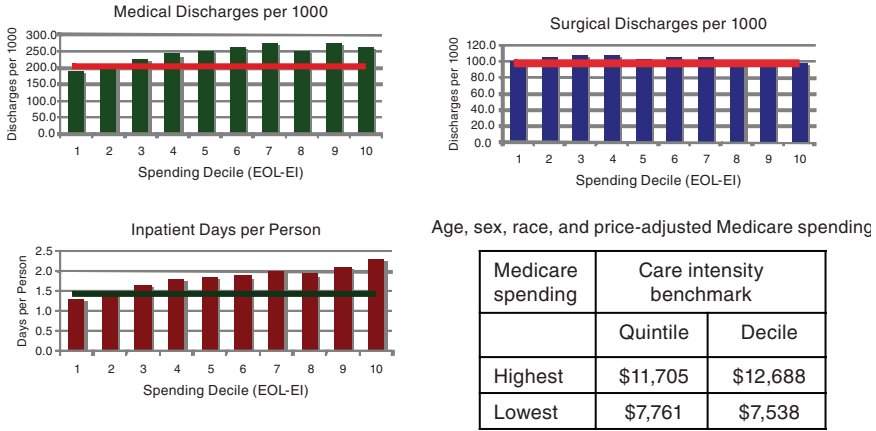 Medical Discharges per 1000
Discharges per 1000
300.0
250.0
200.0
150.0
100.0
50.0
0.0
1 2 3 4 5 6 7 8 9 10
Spending Decile (EOL-EI)
Surgical Discharges per 1000
Discharges per 1000
120.0
100.0
80.0
60.0
40.0
20.0
0.0
1 2 3 4 5 6 7 8 9 10
Spending Decile (EOL-EI)
Inpatient Days per Person
Days per Person
2.5
2.0
1.5
1.0
0.5
0.0
1 2 3 4 5 6 7 8 9 10
Spending Decile (EOL-EI)
Age, sex, race, and price-adjusted Medicare spending
Medicare Care intensity
spending benchmark
Quintile Decile
Highest $11,705 $12,688
Lowest $7,761 $7,538